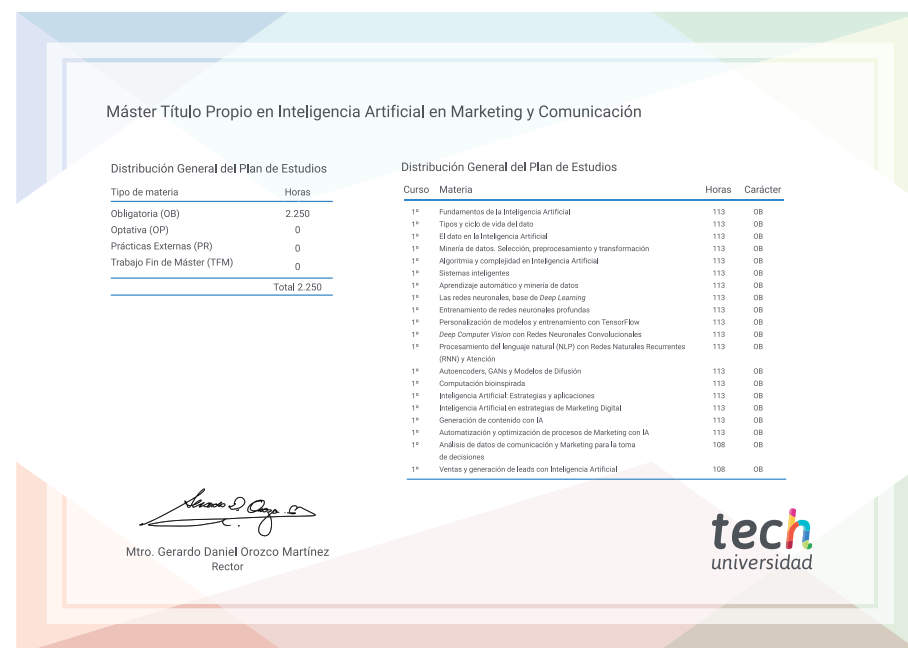 Máster Título Propio en Inteligencia Artificial en Marketing y Comunicación
Distribución General del Plan de Estudios
Tipo de materia Horas
Obligatoria (OB) 2.250
Optativa (OP) 0
Prácticas Externas (PR) 0
Trabajo Fin de Máster (TFM) 0
Total 2.250
Distribución General del Plan de Estudios
Curso Materia Horas Carácter
1º Fundamentos de la Inteligencia Artificial 113 OB
1º Tipos y ciclo de vida del dato 113 OB
1º El dato en la Inteligencia Artificial 113 OB
1º Minería de datos. Selección, preprocesamiento y transformación 113 OB
1º Algoritmia y complejidad en Inteligencia Artificial 113 OB
1º Sistemas inteligentes 113 OB
1º Aprendizaje automático y minería de datos 113 OB
1º Las redes neuronales, base de Deep Learning 113 OB
1º Entrenamiento de redes neuronales profundas 113 OB
1º Personalización de modelos y entrenamiento con TensorFlow 113 OB
1º Deep Computer Vision con Redes Neuronales Convolucionales 113 OB
1º Procesamiento del lenguaje natural (NLP) con Redes Naturales Recurrentes 113 OB
(RNN) y Atención
1º Autoencoders, GANs y Modelos de Difusión 113 OB
1º Computación bioinspirada 113 OB
1º Inteligencia Artificial: Estrategias y aplicaciones 113 OB
1º Inteligencia Artificial en estrategias de Marketing Digital 113 OB
1º Generación de contenido con IA 113 OB
1º Automatización y optimización de procesos de Marketing con IA 113 OB
1º Análisis de datos de comunicación y Marketing para la toma 108 OB
de decisiones
1º Ventas y generación de leads con Inteligencia Artificial 108 OB
Mtro. Gerardo Daniel Orozco Martínez
Rector
tech
universidad